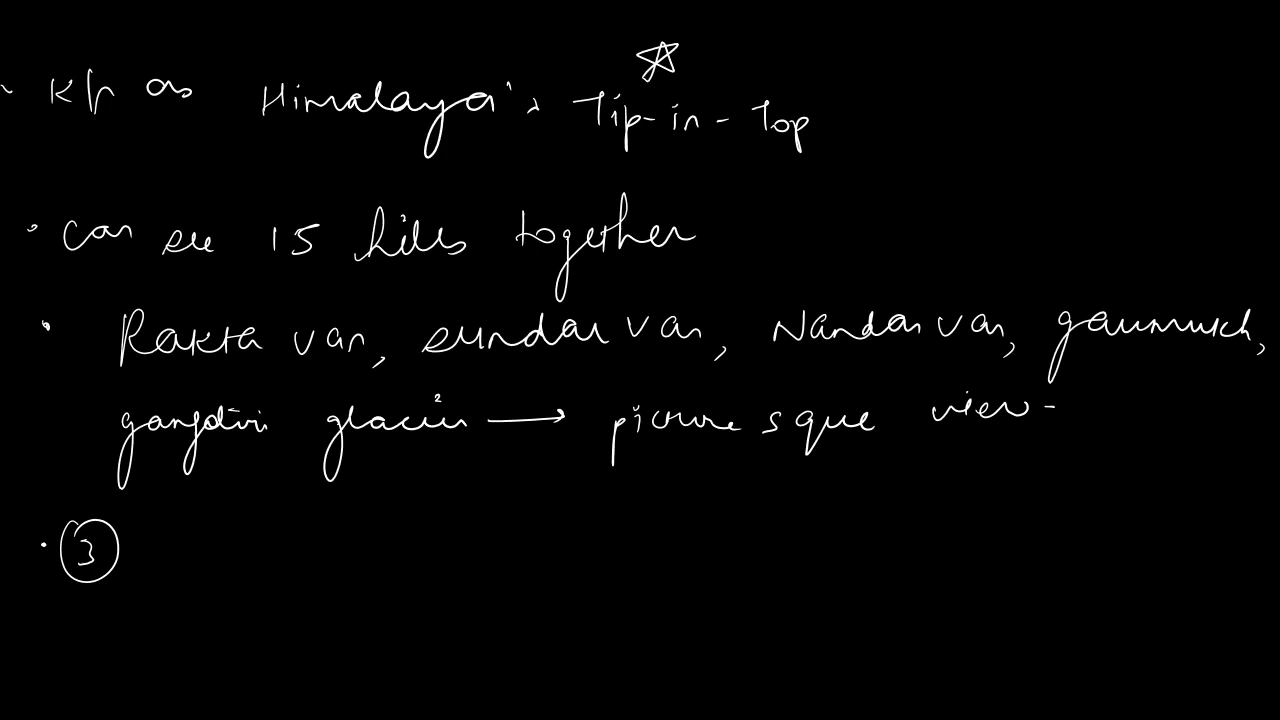 • K/p as Himalaya's Tip-in-Top
• Can see 15 hills together
• Rakta van, sundar van, Nandan van, gaumukh,
gangotri glacier → picturesque view-
• 3